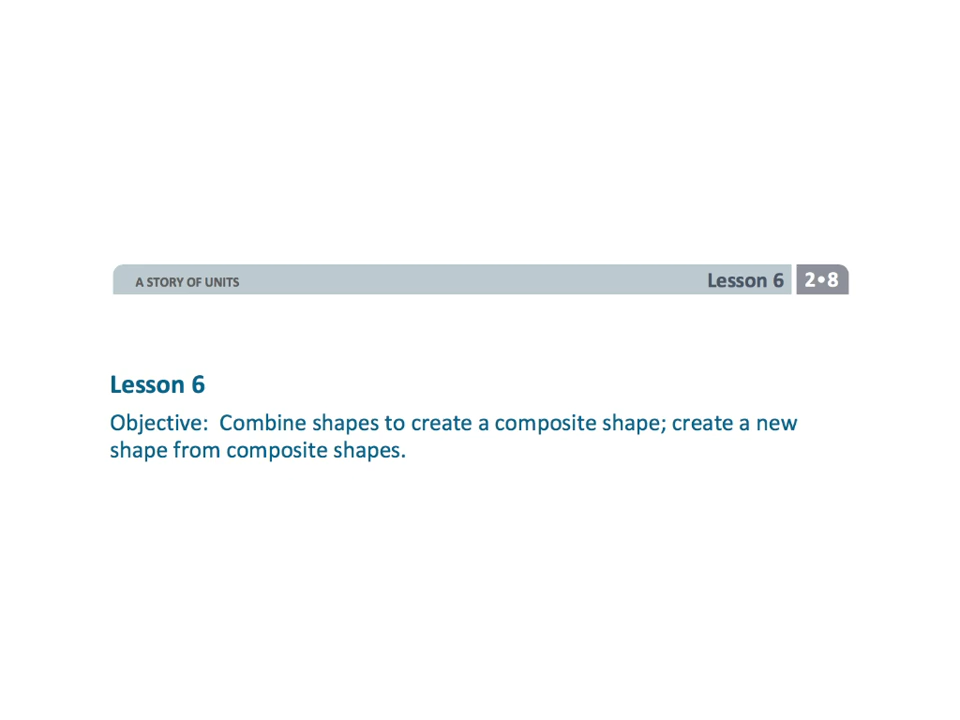 A STORY OF UNITS
Lesson 6
2•8
Lesson 6
Objective:  Combine shapes to create a composite shape; create a new
shape from composite shapes.